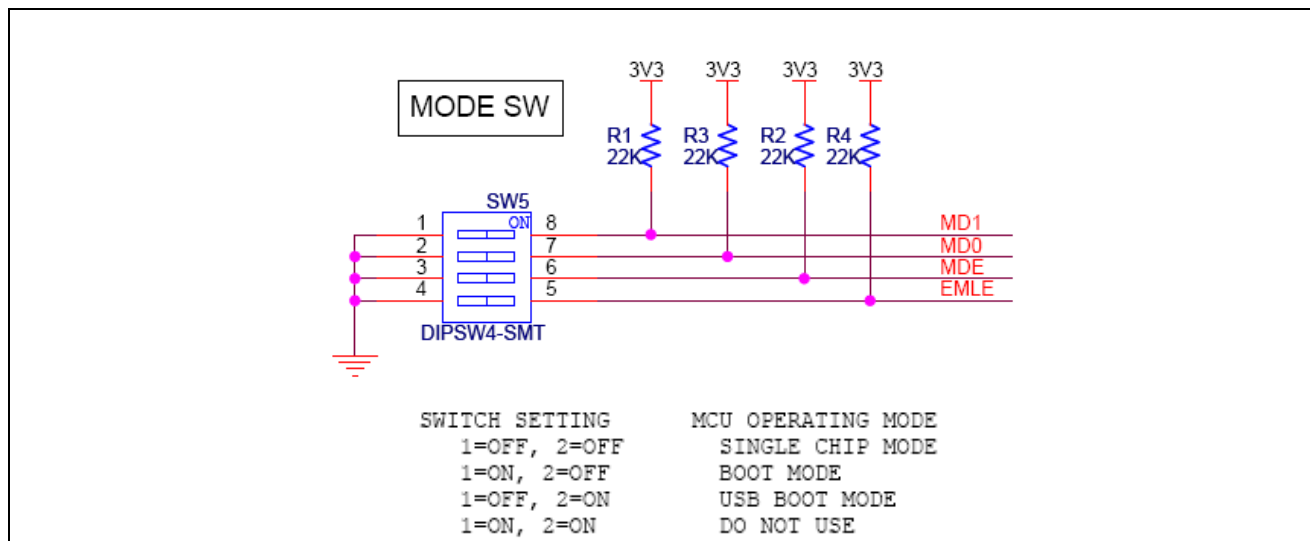 3V3 3V3 3V3 3V3
MODE SW
R1 R3 R2 R4
22K 22K 22K 22K
SW5
1 ON 8 MD1
2 7 MD0
3 6 MDE
4 5 EMLE
DIPSW4-SMT
SWITCH SETTING MCU OPERATING MODE
1=OFF, 2=OFF SINGLE CHIP MODE
1=ON, 2=OFF BOOT MODE
1=OFF, 2=ON USB BOOT MODE
1=ON, 2=ON DO NOT USE